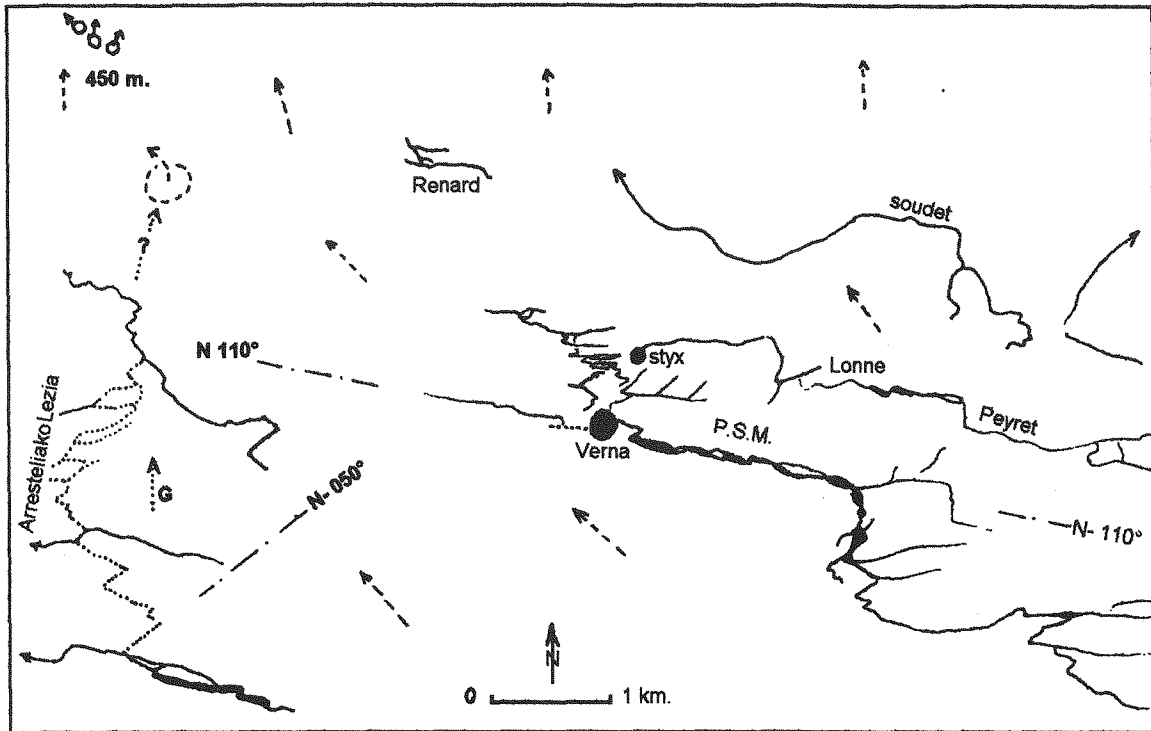 450 m.
Renard
soudet
?
N 110°
styx
Lonne
Arresteliako Lezia
Peyret
P.S.M.
Verna
A
G
N- 050°
N- 110°
N
0 1 km.